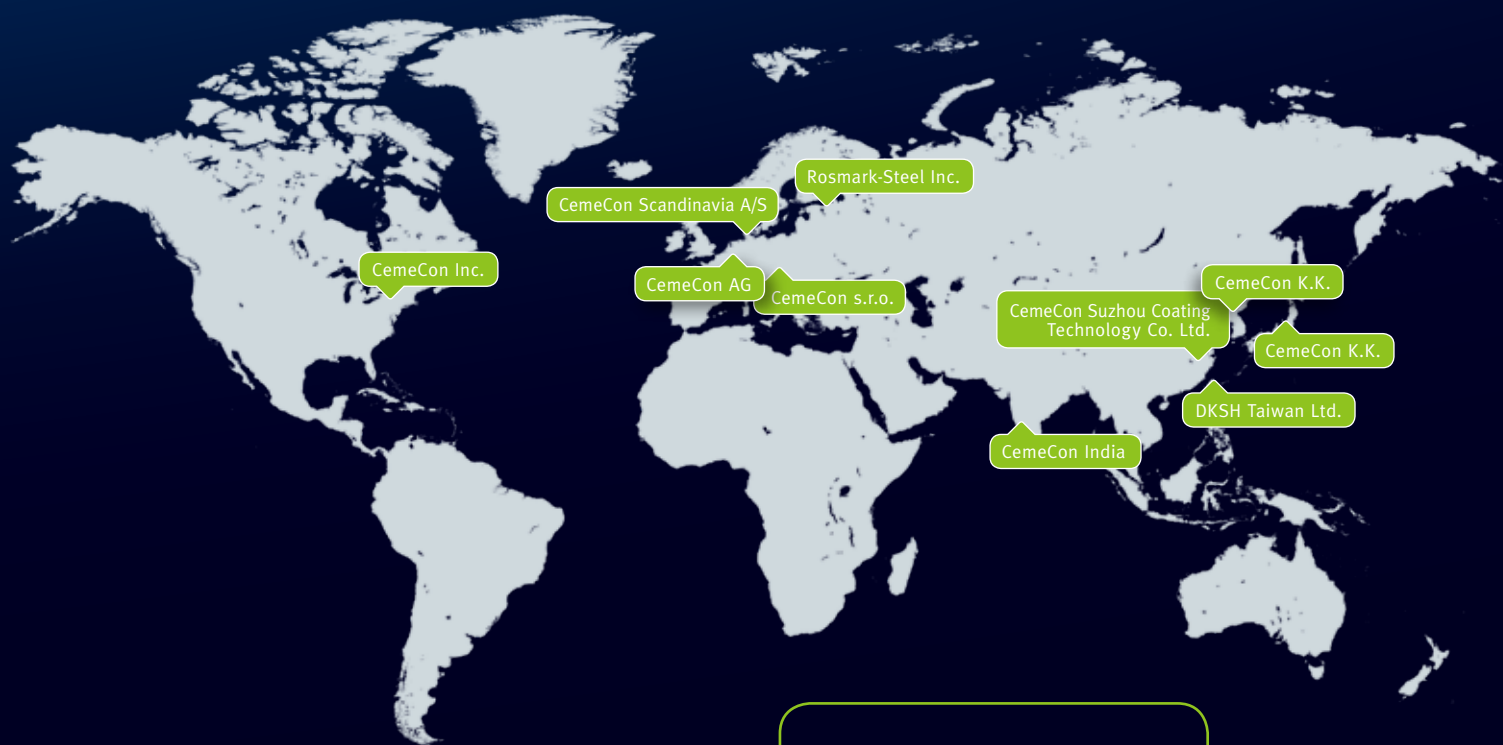 Rosmark-Steel Inc.
CemeCon Scandinavia A/S
CemeCon Inc.
CemeCon AG
CemeCon s.r.o.
CemeCon K.K.
CemeCon Suzhou Coating
Technology Co. Ltd.
CemeCon K.K.
DKSH Taiwan Ltd.
CemeCon India